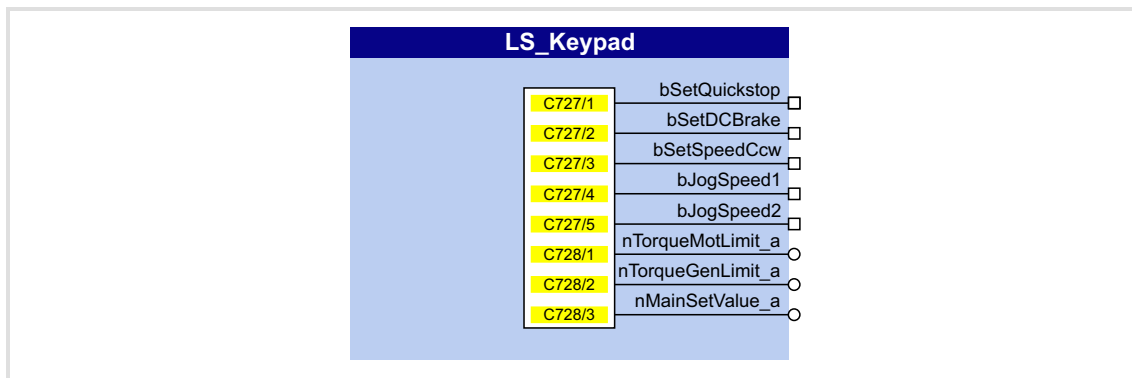 LS_Keypad
C727/1 bSetQuickstop
C727/2 bSetDCBrake
C727/3 bSetSpeedCcw
C727/4 bJogSpeed1
C727/5 bJogSpeed2
C728/1 nTorqueMotLimit_a
C728/2 nTorqueGenLimit_a
C728/3 nMainSetValue_a